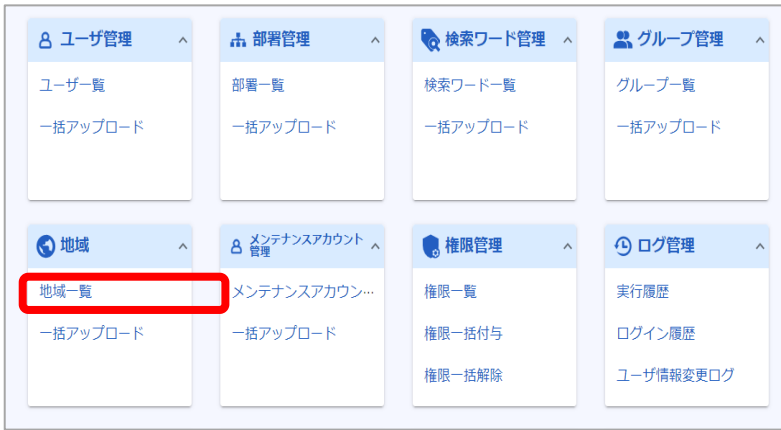 ユーザ管理
ユーザ一覧
一括アップロード
部署管理
部署一覧
一括アップロード
検索ワード管理
検索ワード一覧
一括アップロード
グループ管理
グループ一覧
一括アップロード
地域
地域一覧
一括アップロード
メンテナンスアカウント
管理
メンテナンスアカウン…
一括アップロード
権限管理
権限一覧
権限一括付与
権限一括解除
ログ管理
実行履歴
ログイン履歴
ユーザ情報変更ログ